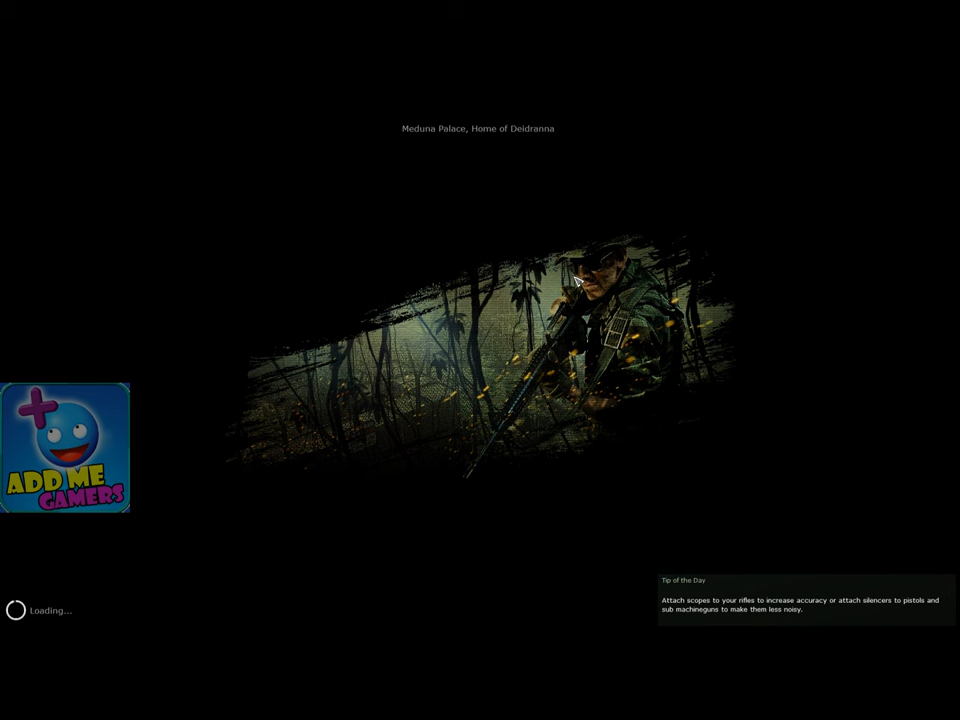 Meduna Palace, Home of Deidranna
ADD ME
GAMERS
Loading...
Tip of the Day
Attach scopes to your rifles to increase accuracy or attach silencers to pistols and
sub machineguns to make them less noisy.